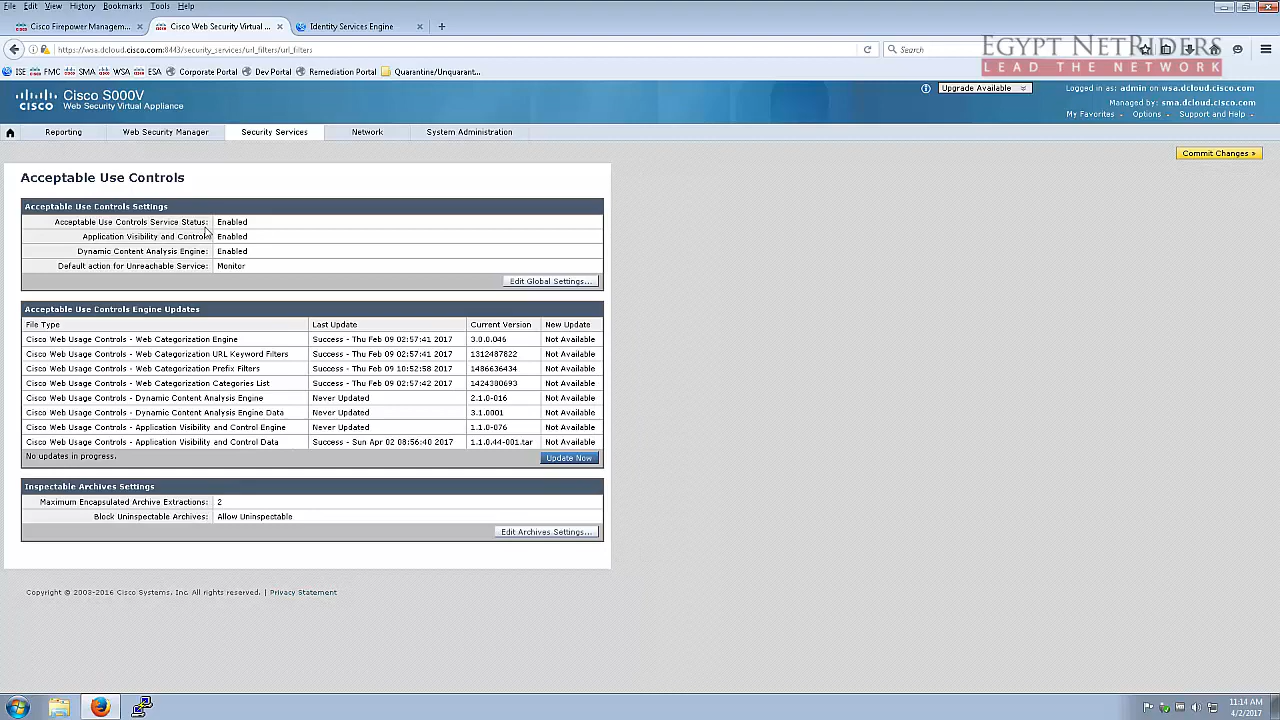 File Edit View History Bookmarks Tools Help
Cisco Firepower Managem... × Cisco Web Security Virtual ... × Identity Services Engine × +
https://wsa.dcloud.cisco.com:8443/security_services/url_filters/url_filters Search
EGYPT NETRIDERS
LEAD THE NETWORK
ISE FMC SMA WSA ESA Corporate Portal Dev Portal Remediation Portal Quarantine/Unquarant...
cisco Cisco S000V
Web Security Virtual Appliance
Upgrade Available
Logged in as: admin on wsa.dcloud.cisco.com
Managed by: sma.dcloud.cisco.com
My Favorites Options Support and Help
Reporting Web Security Manager Security Services Network System Administration
Commit Changes »
Acceptable Use Controls
Acceptable Use Controls Settings
Acceptable Use Controls Service Status: Enabled
Application Visibility and Control: Enabled
Dynamic Content Analysis Engine: Enabled
Default action for Unreachable Service: Monitor
Edit Global Settings...
Acceptable Use Controls Engine Updates
File Type Last Update Current Version New Update
Cisco Web Usage Controls - Web Categorization Engine Success - Thu Feb 09 02:57:41 2017 3.0.0.046 Not Available
Cisco Web Usage Controls - Web Categorization URL Keyword Filters Success - Thu Feb 09 02:57:41 2017 1312487822 Not Available
Cisco Web Usage Controls - Web Categorization Prefix Filters Success - Thu Feb 09 10:52:58 2017 1486636434 Not Available
Cisco Web Usage Controls - Web Categorization Categories List Success - Thu Feb 09 02:57:42 2017 1424380693 Not Available
Cisco Web Usage Controls - Dynamic Content Analysis Engine Never Updated 2.1.0-016 Not Available
Cisco Web Usage Controls - Dynamic Content Analysis Engine Data Never Updated 3.1.0001 Not Available
Cisco Web Usage Controls - Application Visibility and Control Engine Never Updated 1.1.0-076 Not Available
Cisco Web Usage Controls - Application Visibility and Control Data Success - Sun Apr 02 08:56:40 2017 1.1.0.44-001.tar Not Available
No updates in progress. Update Now
Inspectable Archives Settings
Maximum Encapsulated Archive Extractions: 2
Block Uninspectable Archives: Allow Uninspectable
Edit Archives Settings...
Copyright © 2003-2016 Cisco Systems, Inc. All rights reserved. | Privacy Statement
11:14 AM
4/2/2017